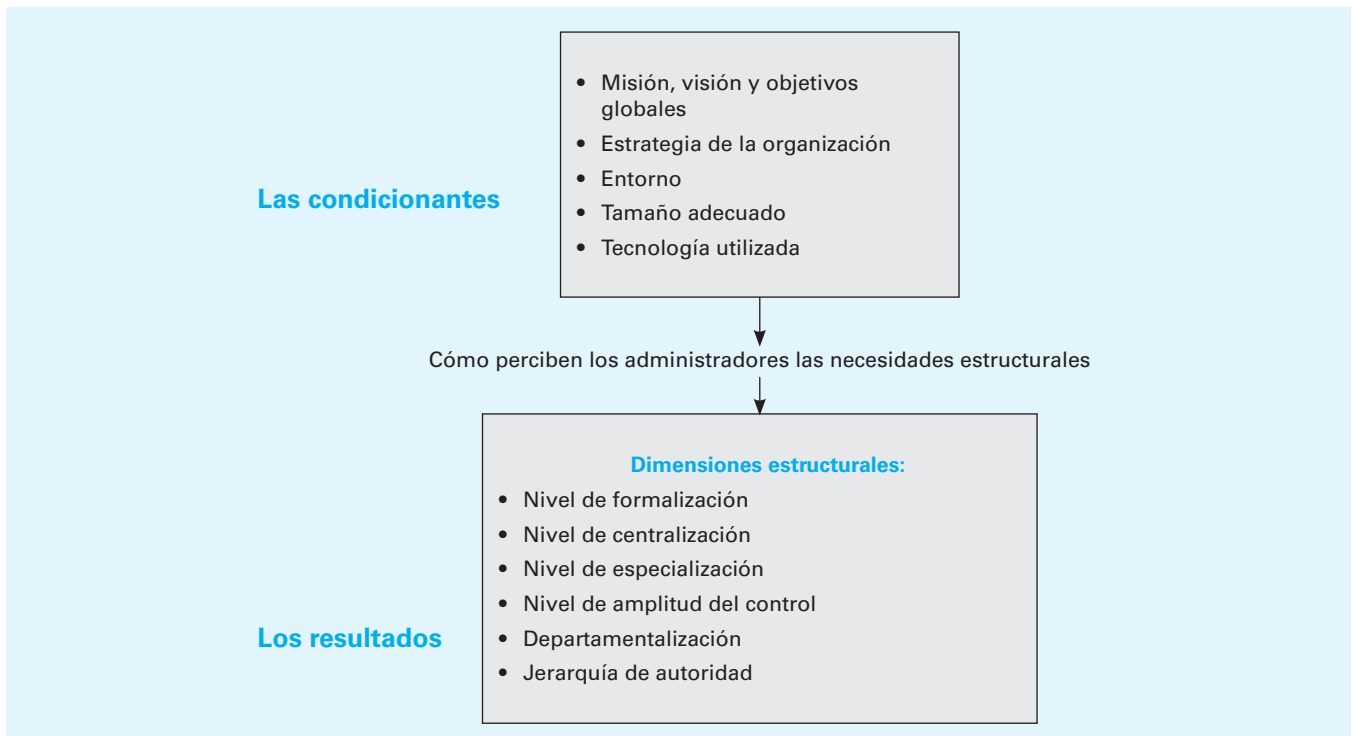 • Misión, visión y objetivos
globales
• Estrategia de la organización
• Entorno
• Tamaño adecuado
• Tecnología utilizada
Las condicionantes
Cómo perciben los administradores las necesidades estructurales
Dimensiones estructurales:
• Nivel de formalización
• Nivel de centralización
• Nivel de especialización
• Nivel de amplitud del control
• Departamentalización
• Jerarquía de autoridad
Los resultados